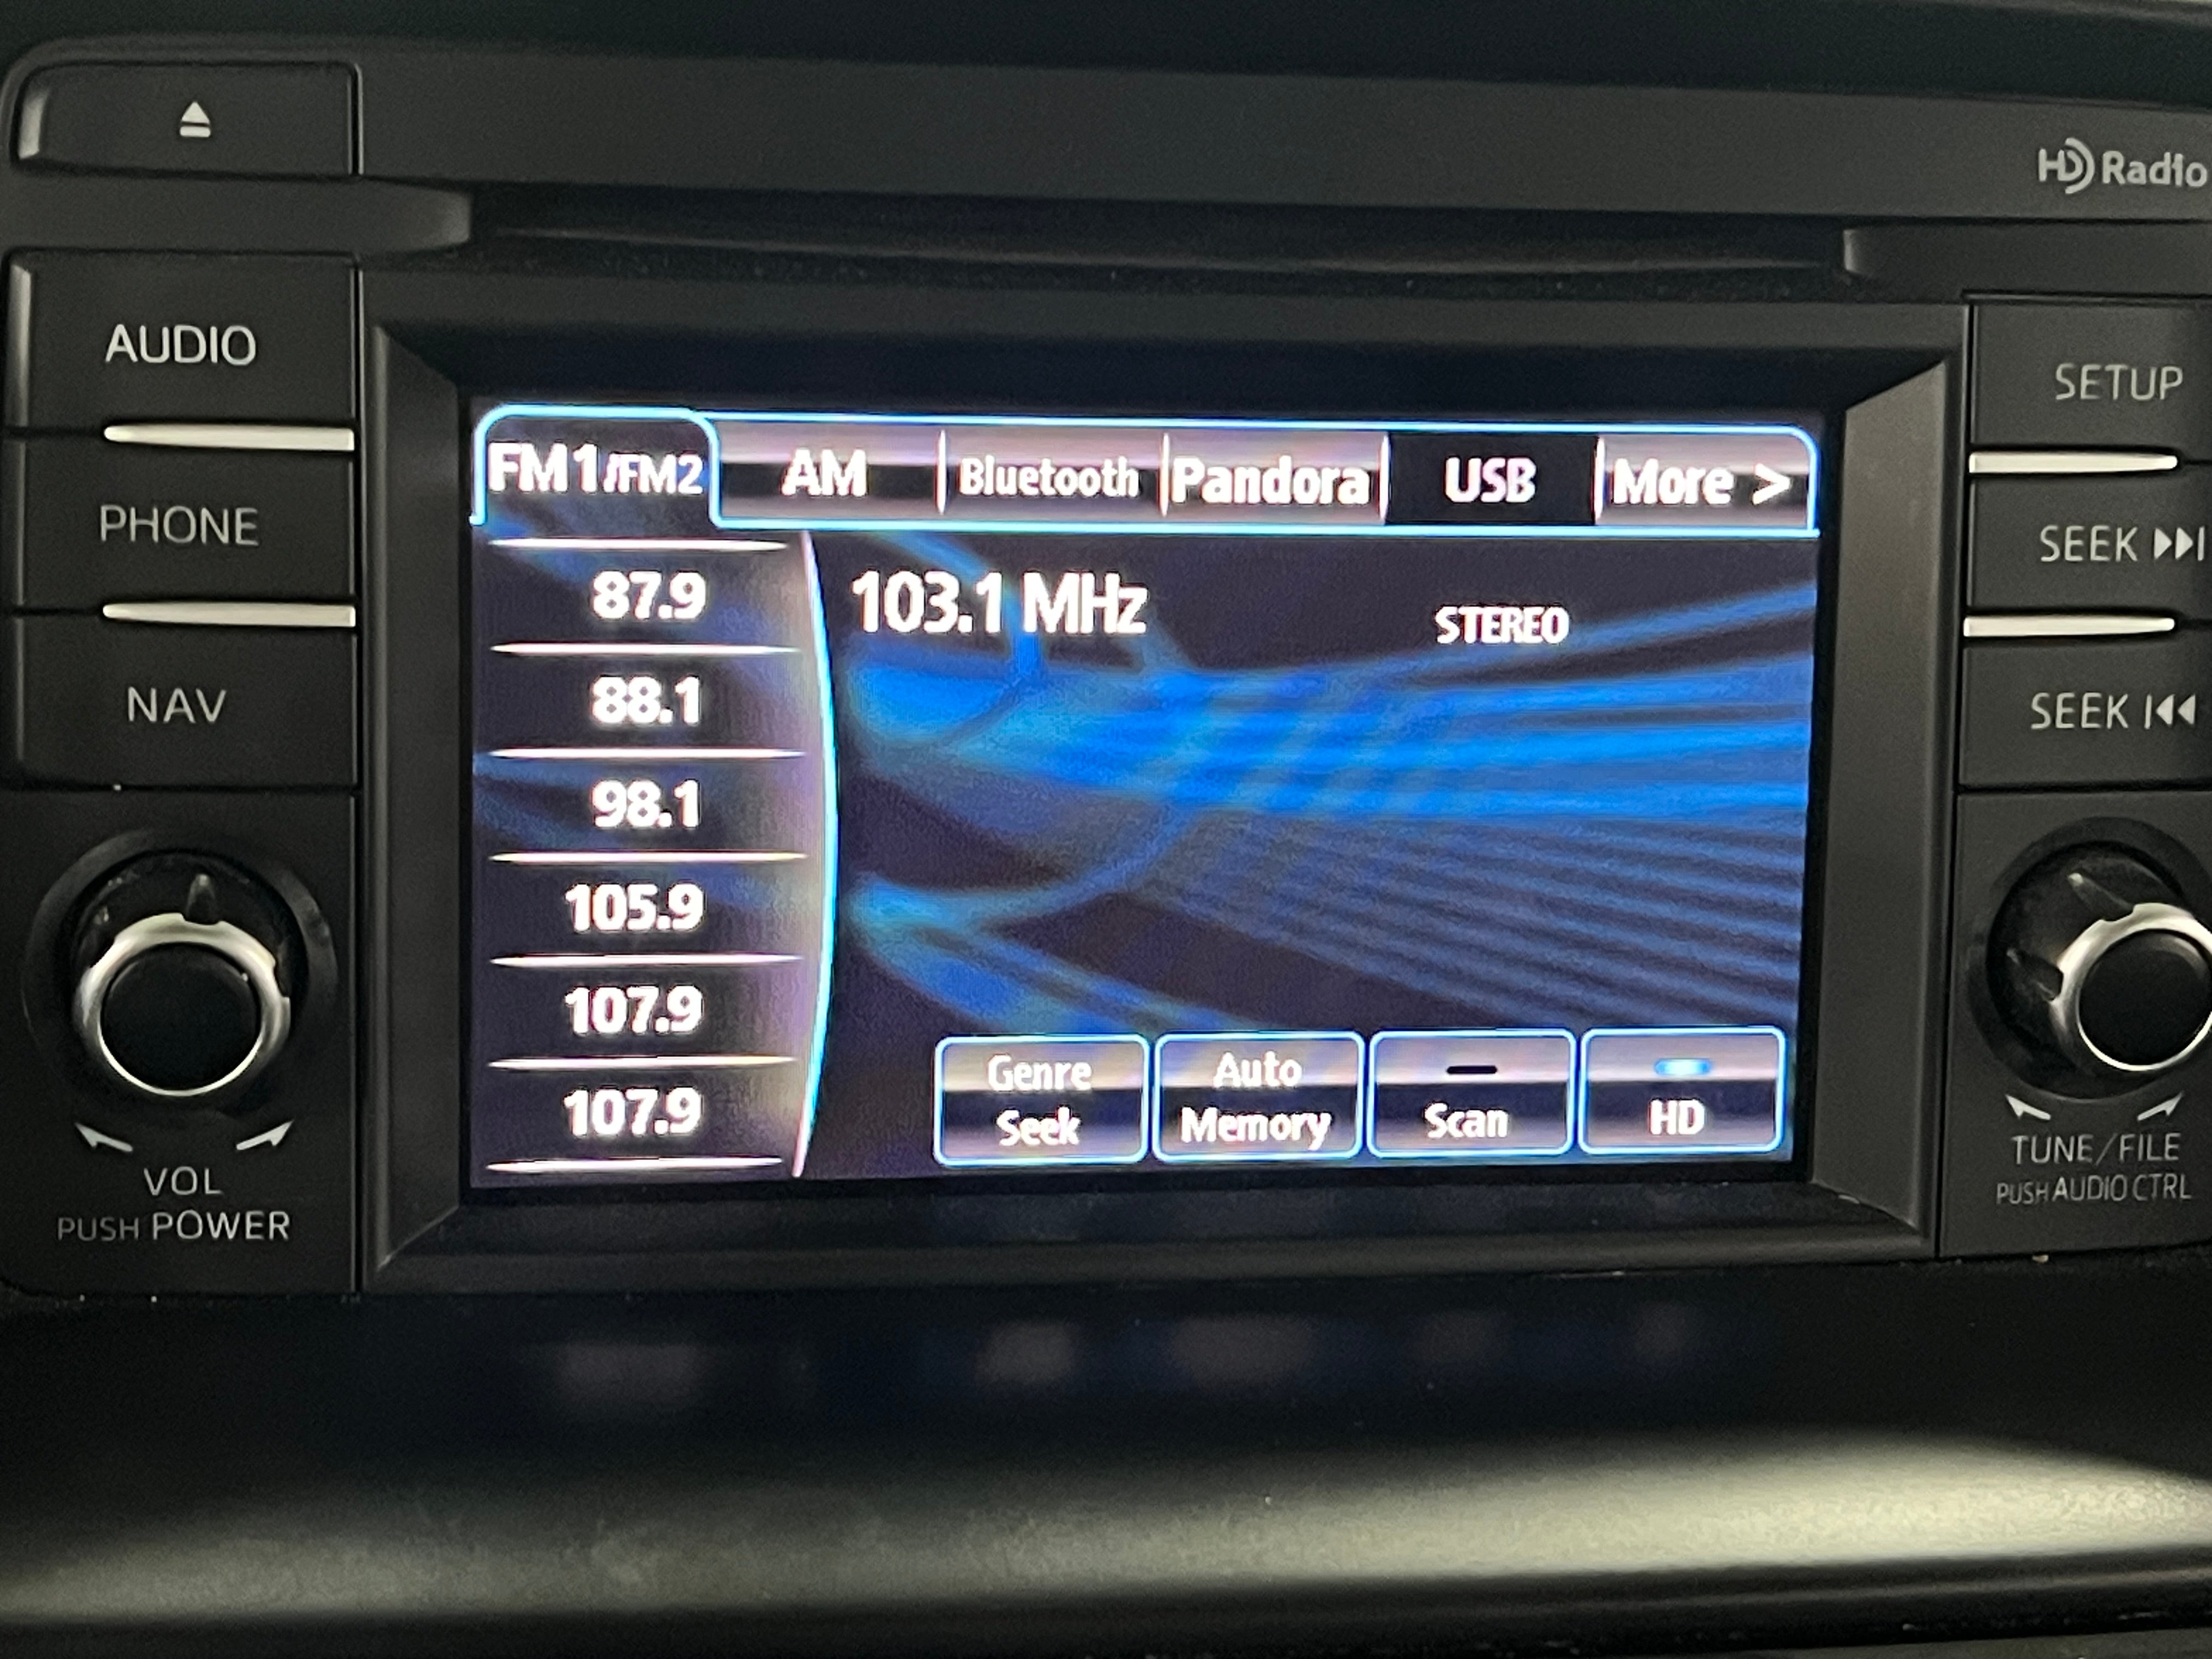 HD Radio
AUDIO
PHONE
NAV
VOL
PUSH POWER
FM1/FM2 AM Bluetooth Pandora USB More >
87.9
88.1
98.1
105.9
107.9
107.9
103.1 MHz STEREO
Genre
Seek
Auto
Memory
Scan
HD
SETUP
SEEK
SEEK
TUNE/FILE
PUSH AUDIO CTRL